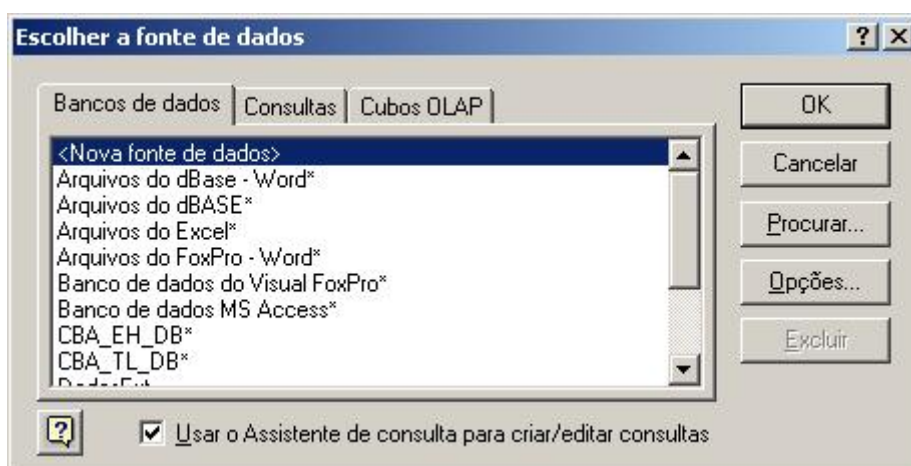 Escolher a fonte de dados
Bancos de dados Consultas Cubos OLAP
<Nova fonte de dados>
Arquivos do dBase - Word*
Arquivos do dBASE*
Arquivos do Excel*
Arquivos do FoxPro - Word*
Banco de dados do Visual FoxPro*
Banco de dados MS Access*
CBA_EH_DB*
CBA_TL_DB*
OK
Cancelar
Procurar...
Opções...
Excluir
Usar o Assistente de consulta para criar/editar consultas